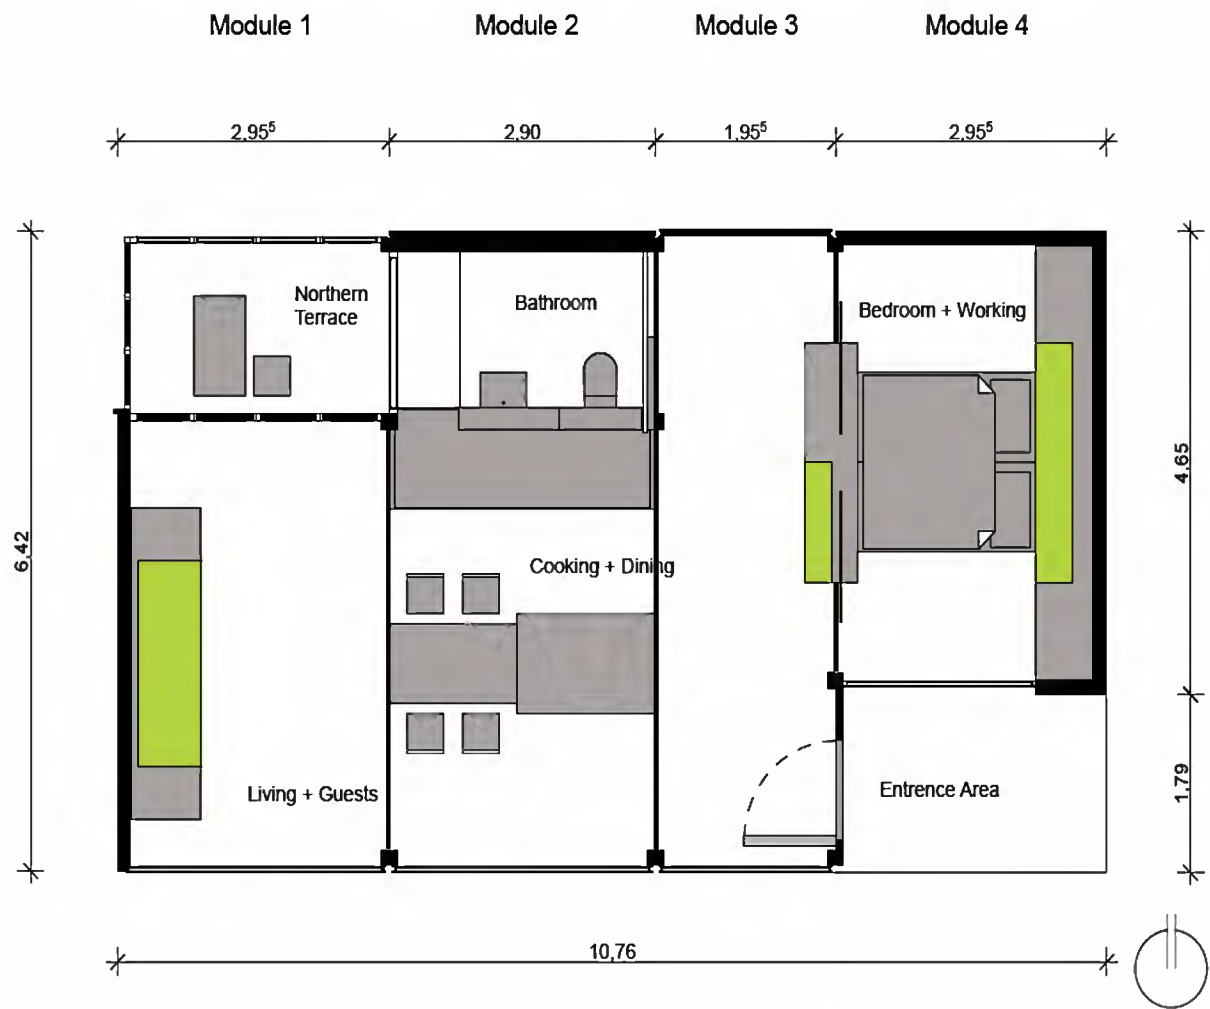 Module 1 Module 2 Module 3 Module 4
2,95⁵ 2,90 1,95⁵ 2,95⁵
Northern
Terrace
Bathroom
Bedroom + Working
6,42
4,65
Cooking + Dining
Living + Guests
Entrence Area
1,79
10,76